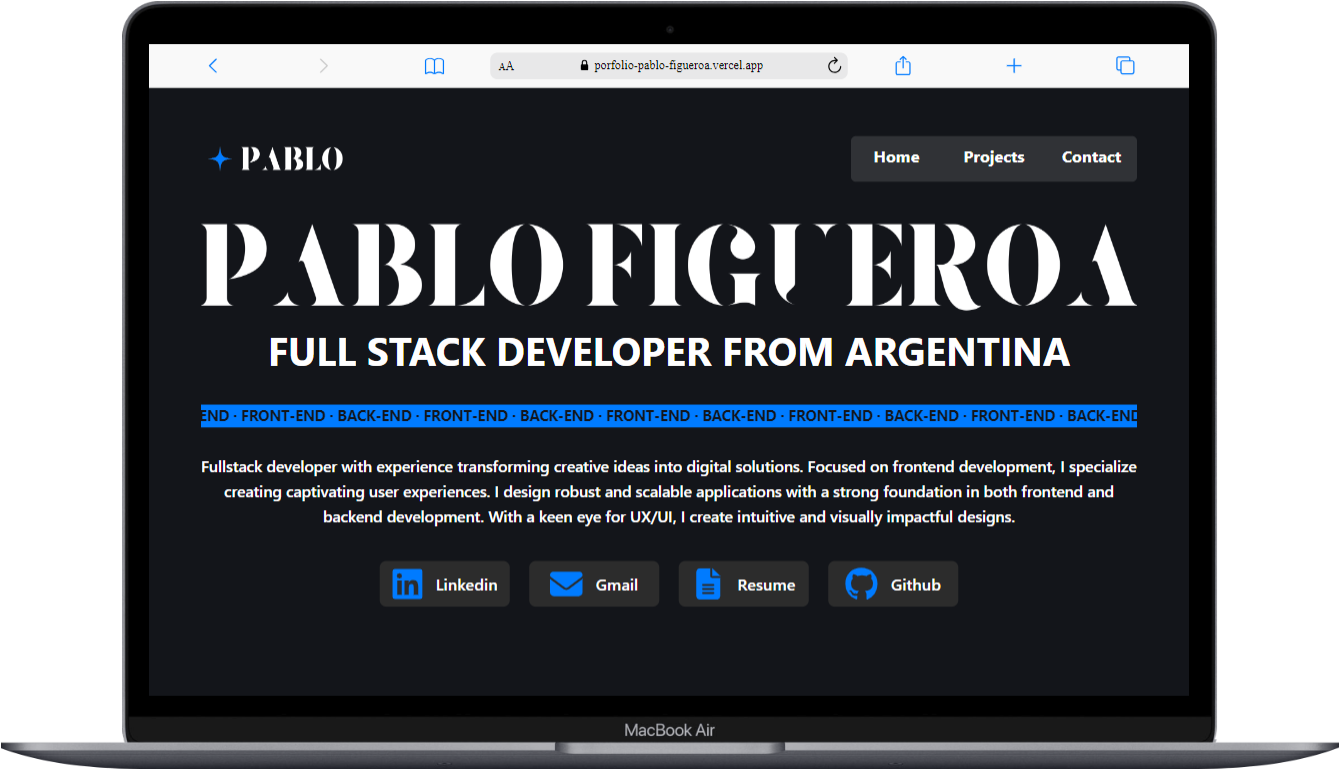 AA porfolio-pablo-figueroa.vercel.app
PABLO
Home Projects Contact
PABLO FIGUEROA
FULL STACK DEVELOPER FROM ARGENTINA
END · FRONT-END · BACK-END · FRONT-END · BACK-END · FRONT-END · BACK-END · FRONT-END · BACK-END · FRONT-END · BACK-END
Fullstack developer with experience transforming creative ideas into digital solutions. Focused on frontend development, I specialize
creating captivating user experiences. I design robust and scalable applications with a strong foundation in both frontend and
backend development. With a keen eye for UX/UI, I create intuitive and visually impactful designs.
in Linkedin Gmail Resume Github
MacBook Air